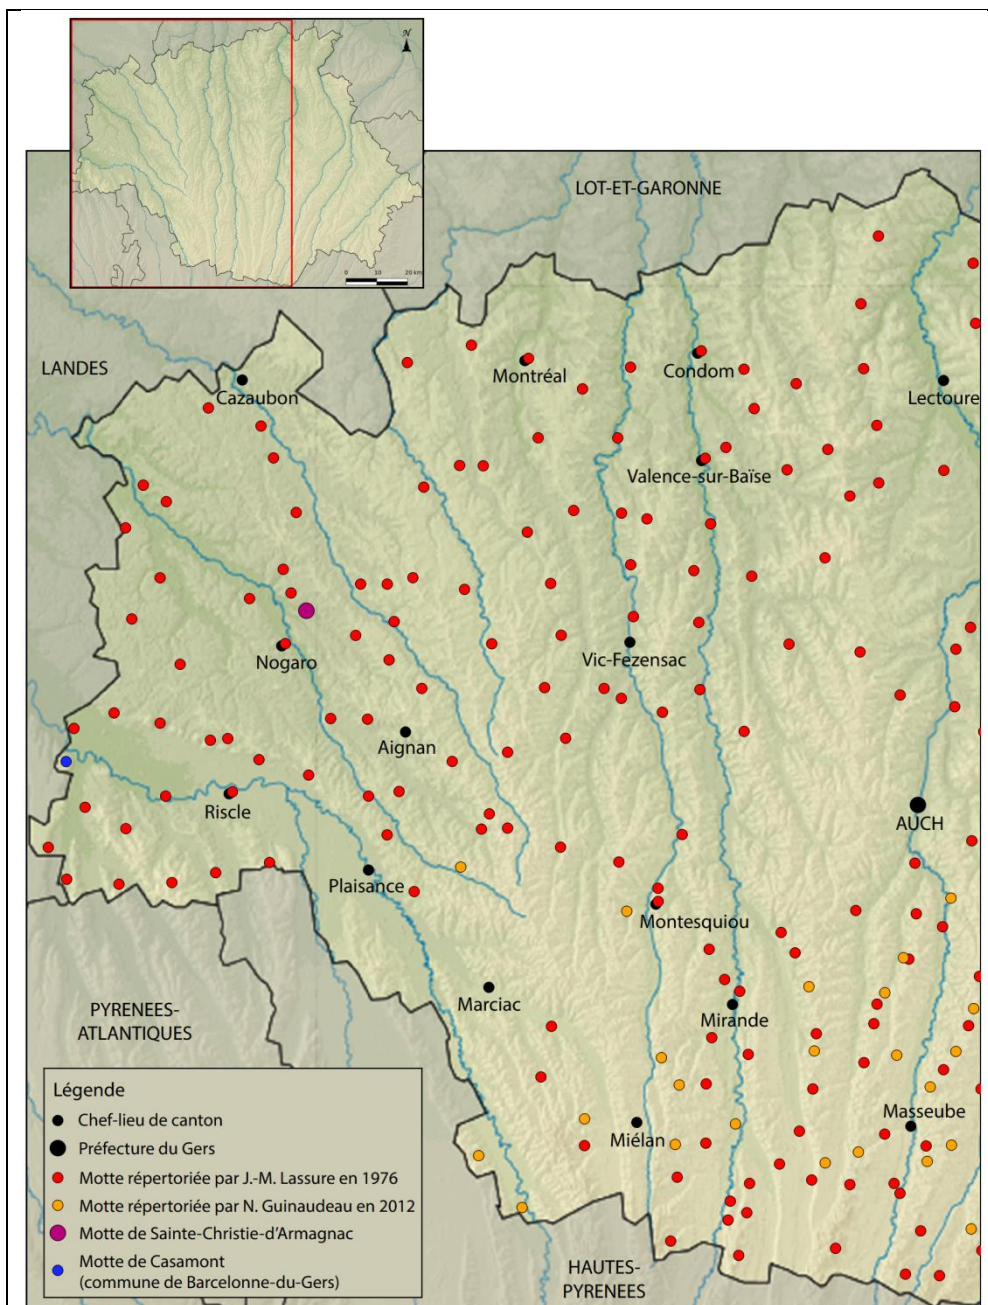 N
0 10 20 km
LOT-ET-GARONNE
LANDES
Cazaubon
Montréal
Condom
Lectoure
Valence-sur-Baïse
Nogaro
Vic-Fezensac
Aignan
Riscle
AUCH
Plaisance
Montesquiou
Marciac
Mirande
PYRENEES-
ATLANTIQUES
Masseube
Miélan
HAUTES-
PYRENEES
Légende
Chef-lieu de canton
Préfecture du Gers
Motte répertoriée par J.-M. Lassure en 1976
Motte répertoriée par N. Guinaudeau en 2012
Motte de Sainte-Christie-d'Armagnac
Motte de Casamont
(commune de Barcelonne-du-Gers)